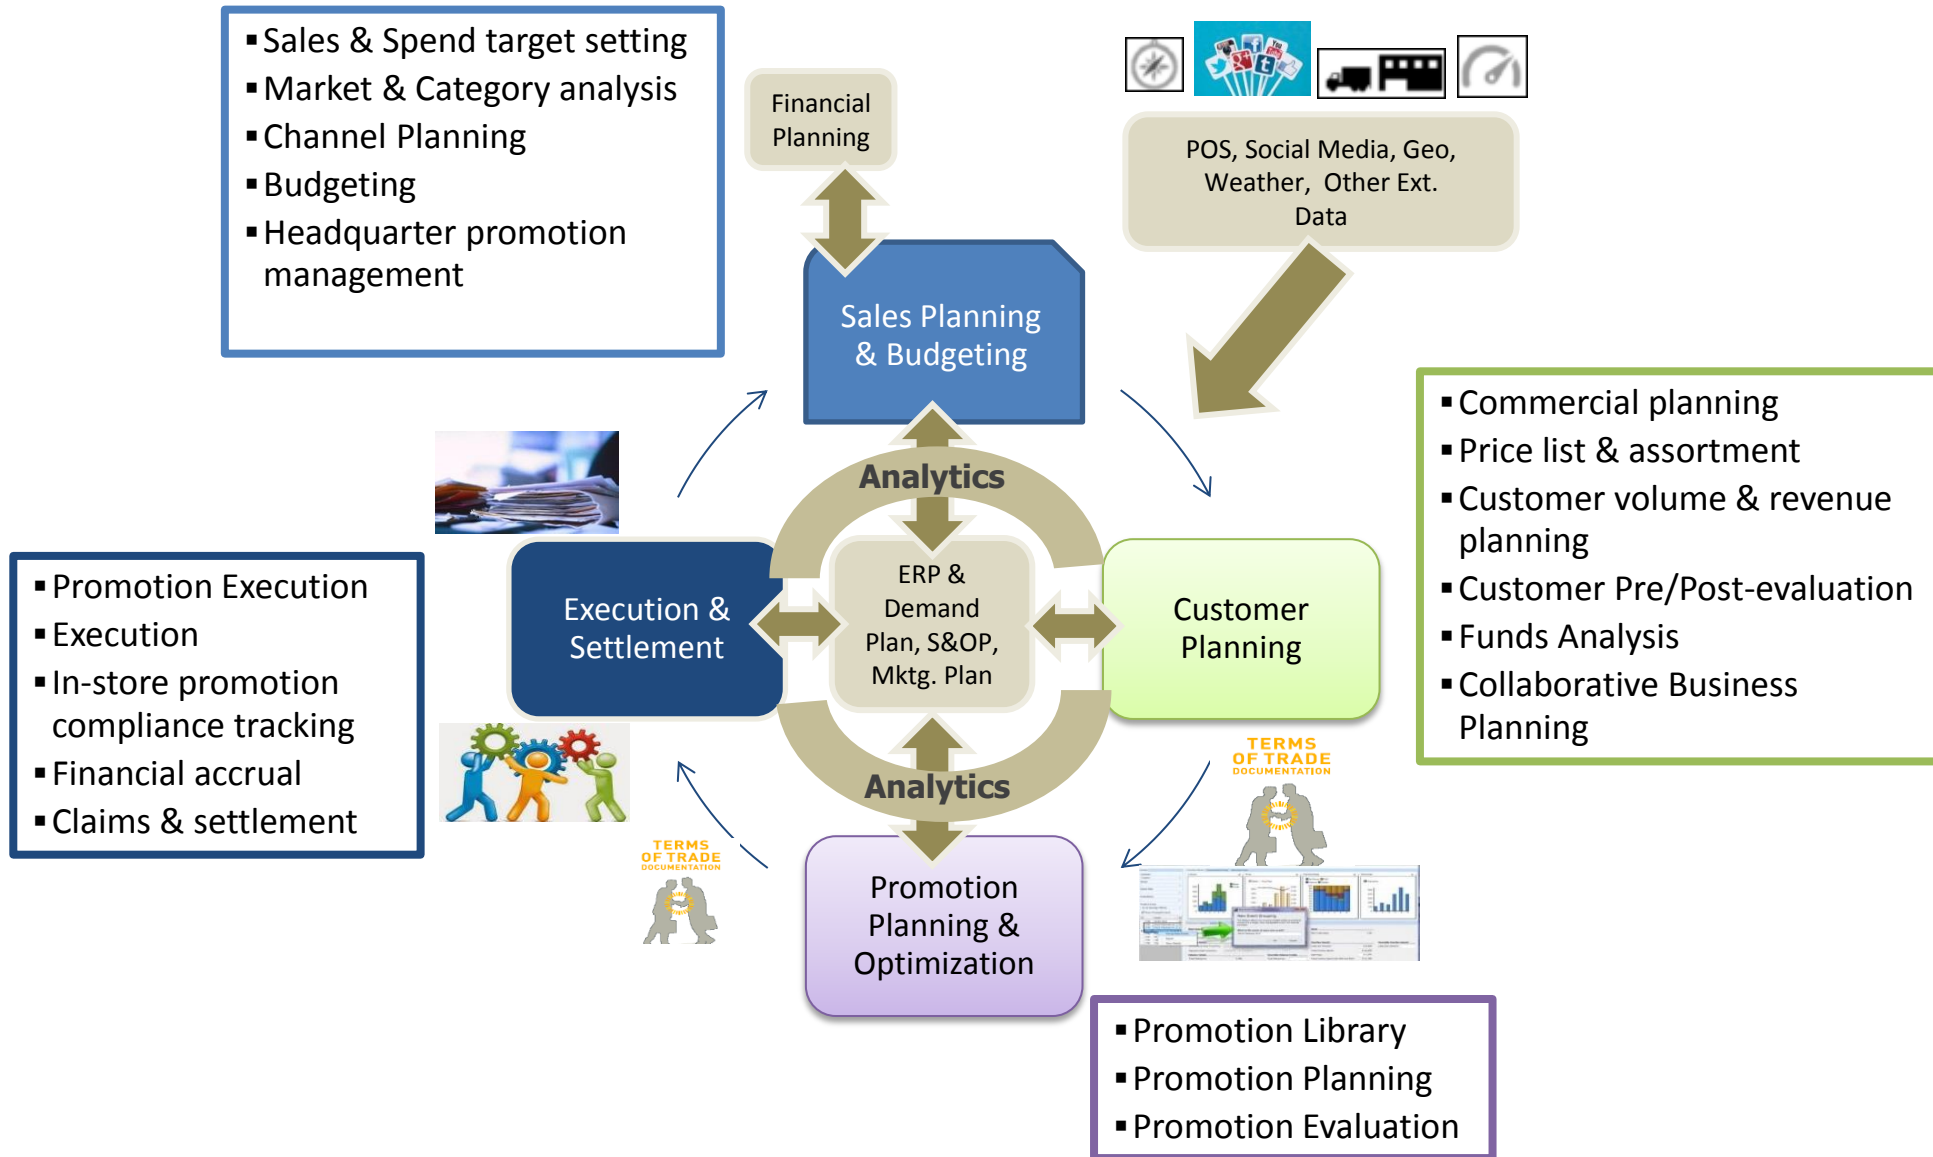 ▪Sales & Spend target setting
▪Market & Category analysis
▪Channel Planning
▪Budgeting
▪Headquarter promotion
management
Financial
Planning
POS, Social Media, Geo,
Weather, Other Ext.
Data
Sales Planning
& Budgeting
▪Commercial planning
▪Price list & assortment
▪Customer volume & revenue
planning
▪Customer Pre/Post-evaluation
▪Funds Analysis
▪Collaborative Business
Planning
Analytics
▪Promotion Execution
▪Execution
▪In-store promotion
compliance tracking
▪Financial accrual
▪Claims & settlement
Execution &
Settlement
ERP &
Demand
Plan, S&OP,
Mktg. Plan
Customer
Planning
Analytics
TERMS
OF TRADE
DOCUMENTATION
TERMS
OF TRADE
DOCUMENTATION
Promotion
Planning &
Optimization
▪Promotion Library
▪Promotion Planning
▪Promotion Evaluation